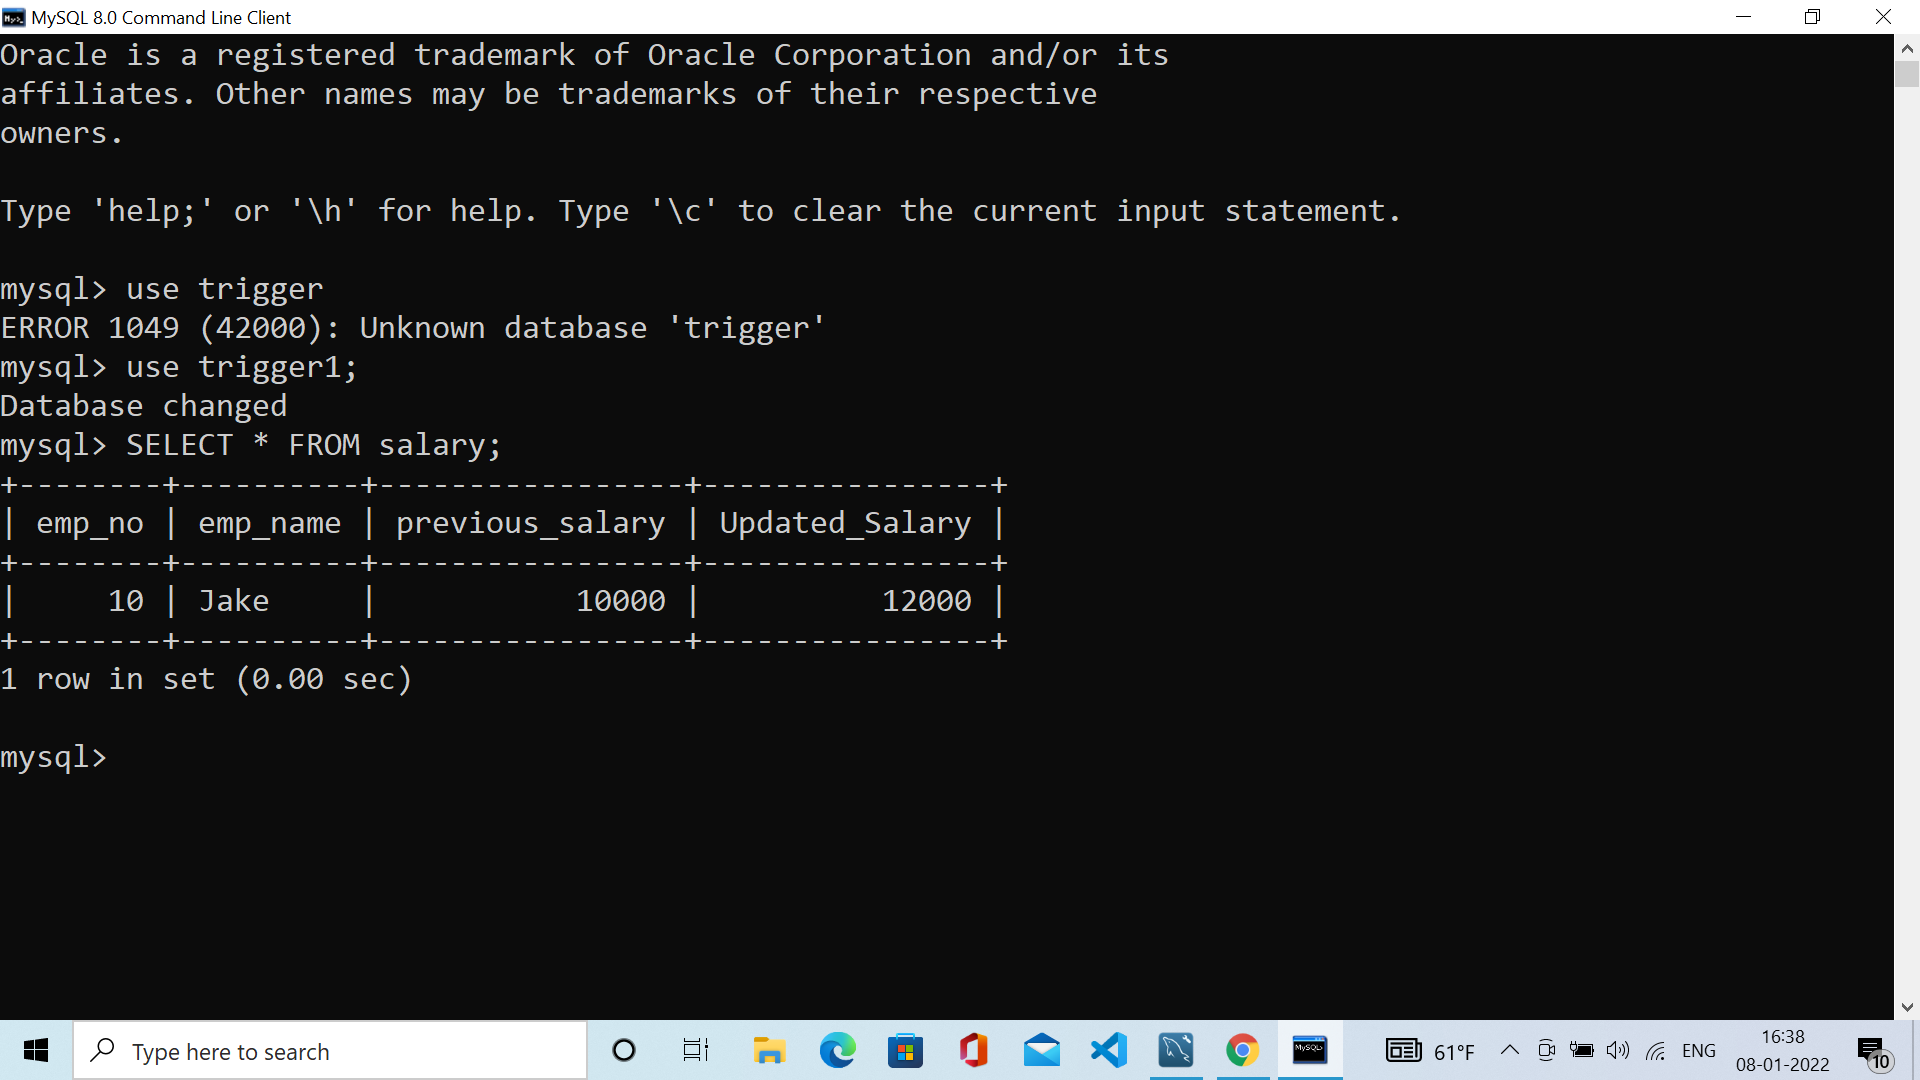 MySQL 8.0 Command Line Client
Oracle is a registered trademark of Oracle Corporation and/or its
affiliates. Other names may be trademarks of their respective
owners.
Type 'help;' or '\h' for help. Type '\c' to clear the current input statement.
mysql> use trigger
ERROR 1049 (42000): Unknown database 'trigger'
mysql> use trigger1;
Database changed
mysql> SELECT * FROM salary;
+--------+----------+-----------------+----------------+
| emp_no | emp_name | previous_salary | Updated_Salary |
+--------+----------+-----------------+----------------+
|     10 | Jake     |           10000 |          12000 |
+--------+----------+-----------------+----------------+
1 row in set (0.00 sec)
mysql>
Type here to search
MySQL>
61°F
ENG
16:38
08-01-2022
10